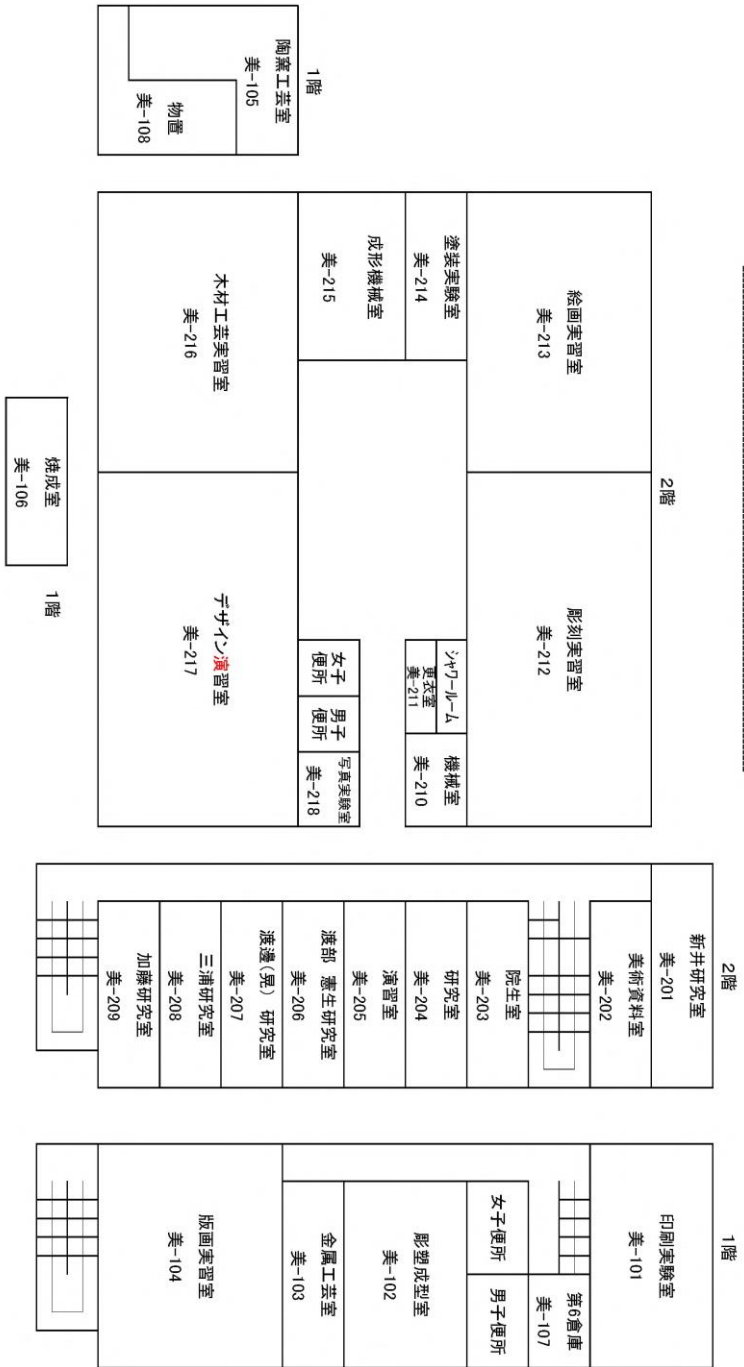 1階
陶窯工芸室
美-105
物置
美-108
2階
絵画実習室
美-213
塗装実験室
美-214
成形機械室
美-215
木材工芸実習室
美-216
彫刻実習室
美-212
シャワールーム
更衣室
美-211
機械室
美-210
女子
便所
男子
便所
写真実験室
美-218
デザイン演習室
美-217
焼成室
美-106
1階
2階
新井研究室
美-201
美術資料室
美-202
院生室
美-203
研究室
美-204
演習室
美-205
渡部 憲生研究室
美-206
渡邊(晃) 研究室
美-207
三浦研究室
美-208
加藤研究室
美-209
1階
印刷実験室
美-101
第6倉庫
美-107
女子便所
男子便所
彫塑成型室
美-102
金属工芸室
美-103
版画実習室
美-104